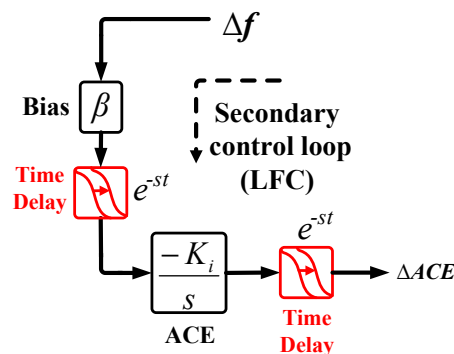 Δf
Bias
β
Secondary
control loop
(LFC)
Time
Delay
e^{-st}
e^{-st}
-K_i
s
ΔACE
ACE
Time
Delay